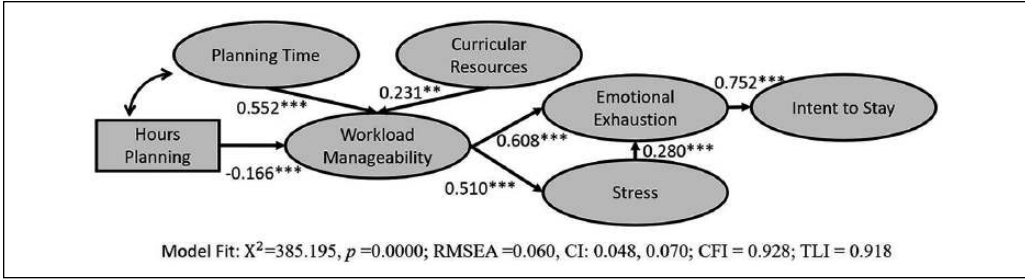 Planning Time
Curricular
Resources
0.552***
0.231**
Hours
Planning
-0.166***
Workload
Manageability
0.608***
0.510***
Emotional
Exhaustion
0.752***
Intent to Stay
0.280***
Stress
Model Fit: X²=385.195, p =0.0000; RMSEA =0.060, CI: 0.048, 0.070; CFI = 0.928; TLI = 0.918